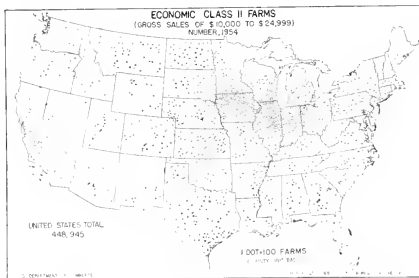 ECONOMIC CLASS II FARMS
(GROSS SALES OF $10,000 TO $24,999)
NUMBER, 1954
UNITED STATES TOTAL
448,945
1 DOT=100 FARMS
DEPARTMENT